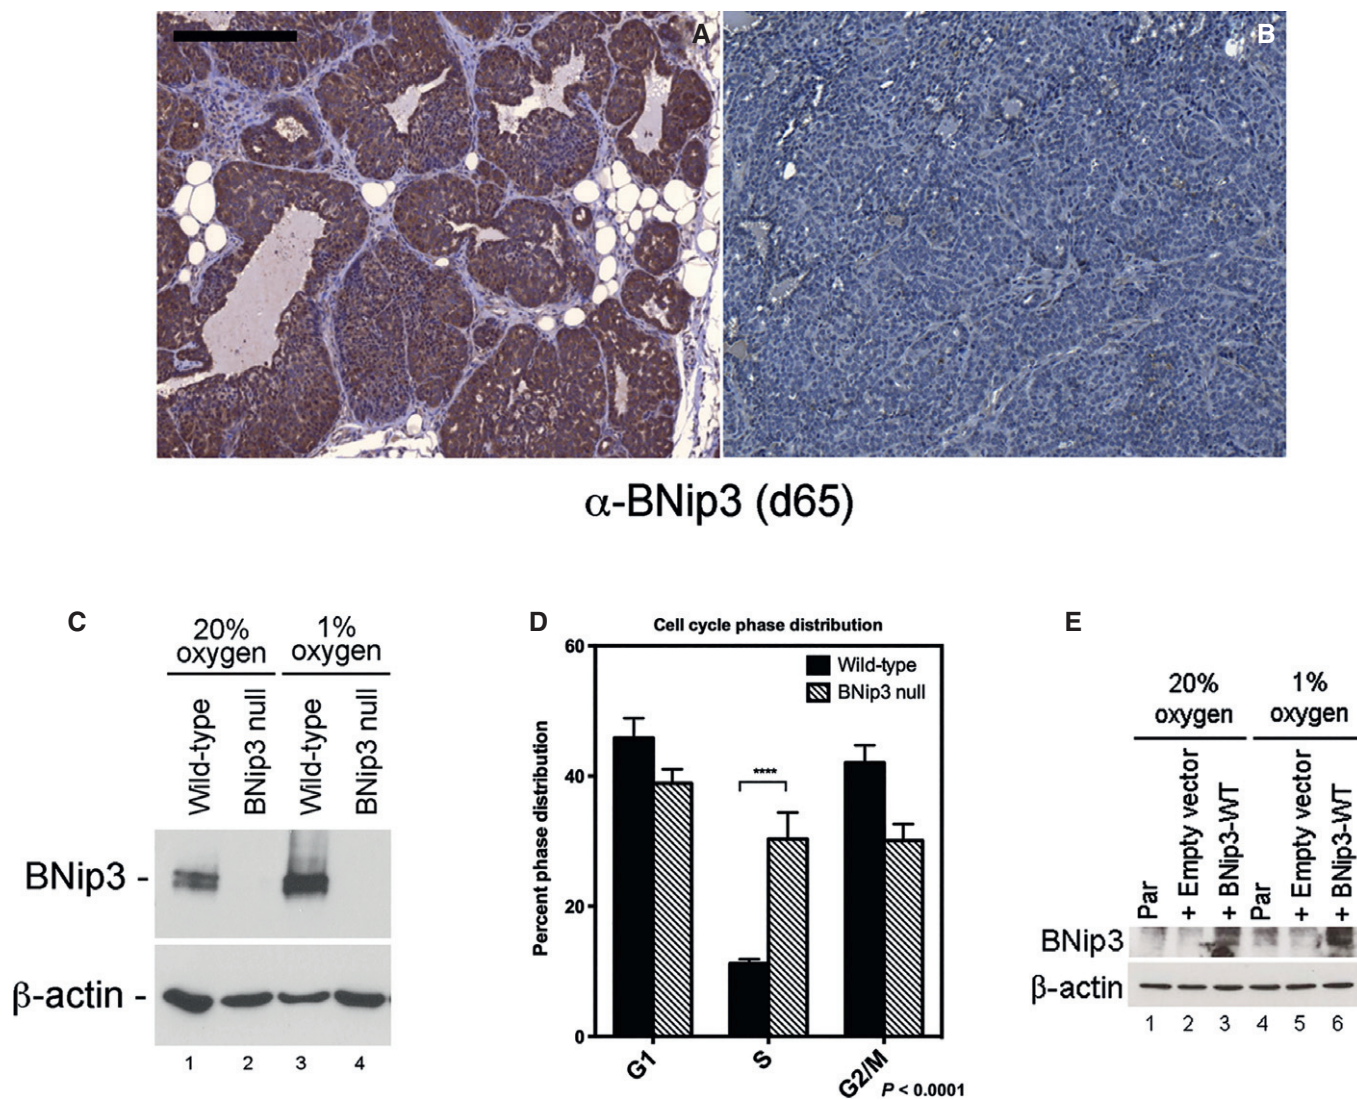 A
B
α-BNip3 (d65)
C
20%
oxygen
1%
oxygen
Wild-type
BNip3 null
Wild-type
BNip3 null
BNip3 -
β-actin -
1 2 3 4
D
Cell cycle phase distribution
Wild-type
BNip3 null
Percent phase distribution
60
40
20
0
****
G1
S
G2/M
P < 0.0001
E
20%
oxygen
1%
oxygen
Par
+ Empty vector
+ BNip3-WT
Par
+ Empty vector
+ BNip3-WT
BNip3
β-actin
1 2 3 4 5 6